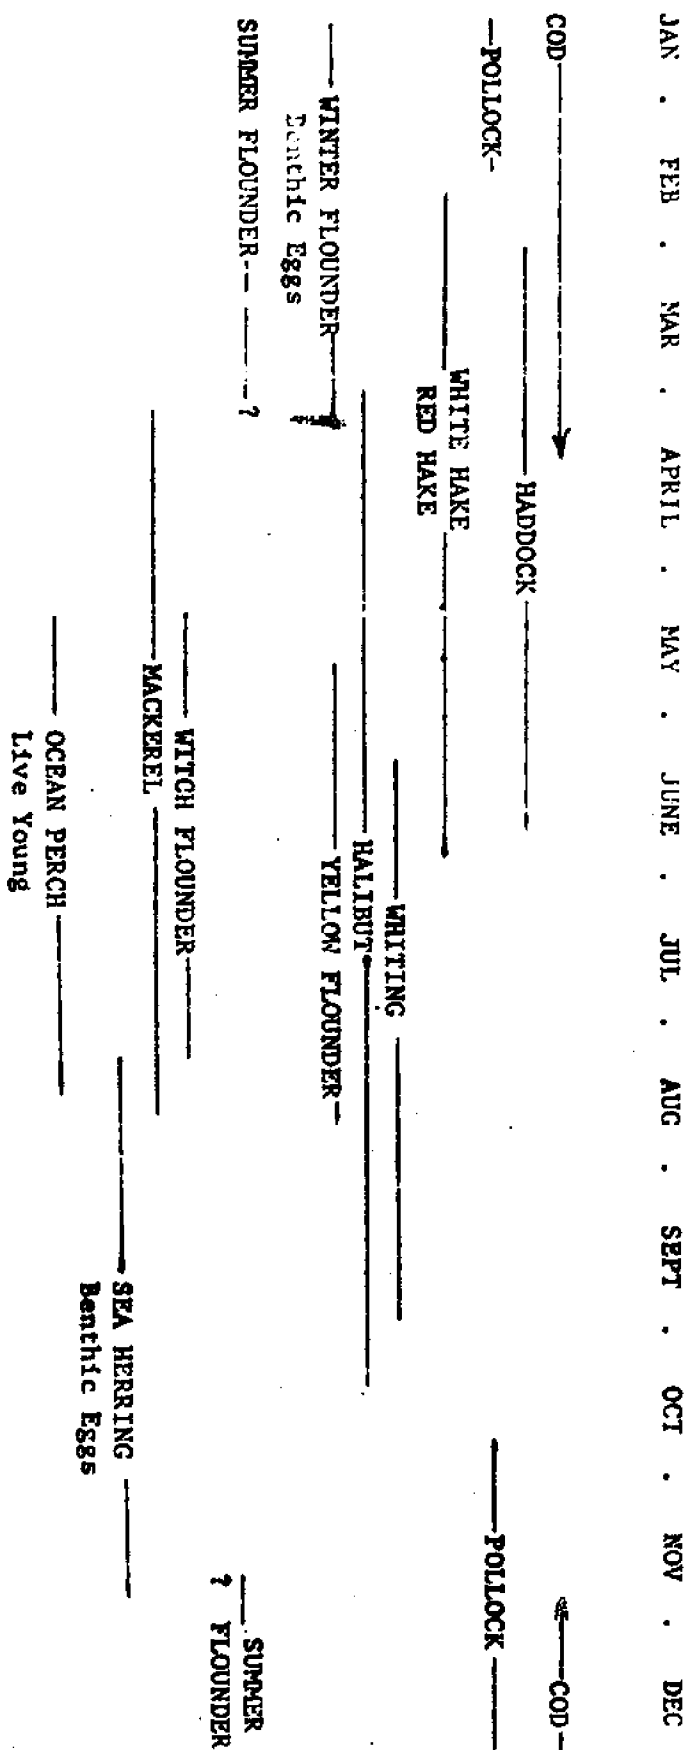 JAN . FEB . MAR . APRIL . MAY . JUNE . JUL . AUG . SEPT . OCT . NOV . DEC
COD
COD
HADDOCK
POLLOCK
POLLOCK
WHITE HAKE
RED HAKE
WHITING
HALIBUT
YELLOW FLOUNDER
WINTER FLOUNDER
Benthic Eggs
SUMMER FLOUNDER ?
SUMMER
? FLOUNDER
WITCH FLOUNDER
MACKEREL
SEA HERRING
Benthic Eggs
OCEAN PERCH
Live Young